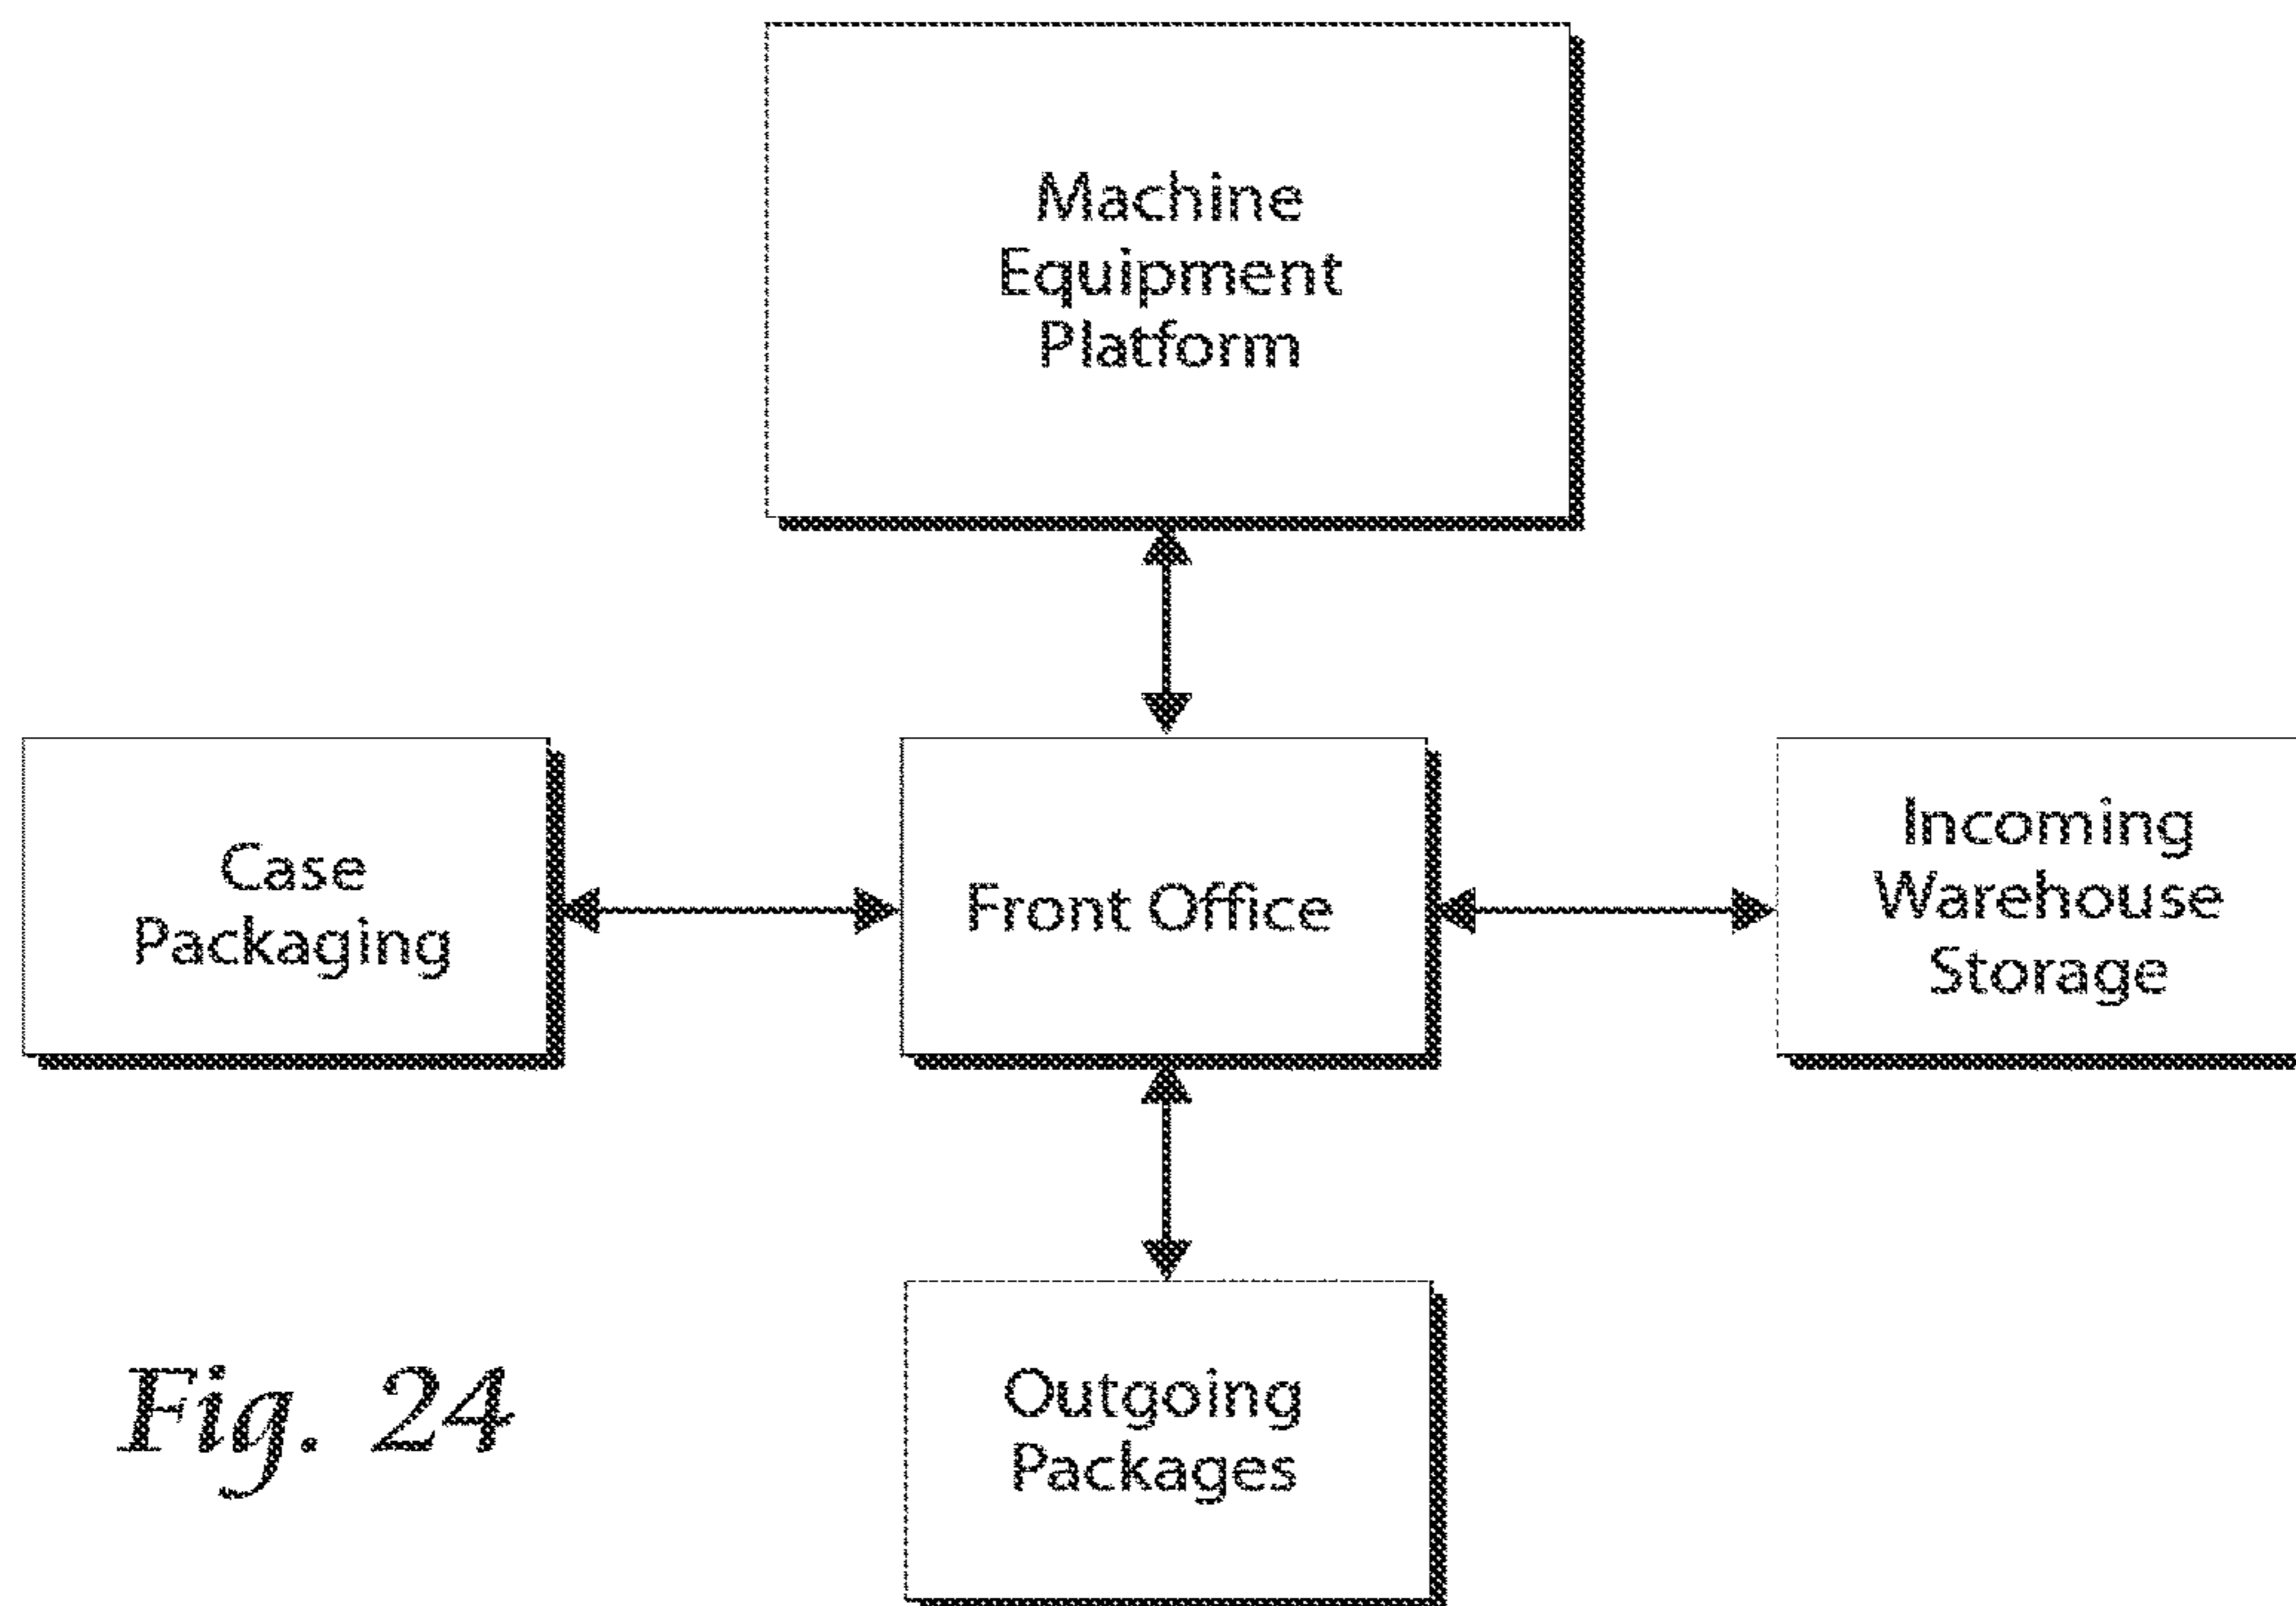 Machine
Equipment
Platform
Case
Packaging
Front Office
Incoming
Warehouse
Storage
Outgoing
Packages
Fig. 24